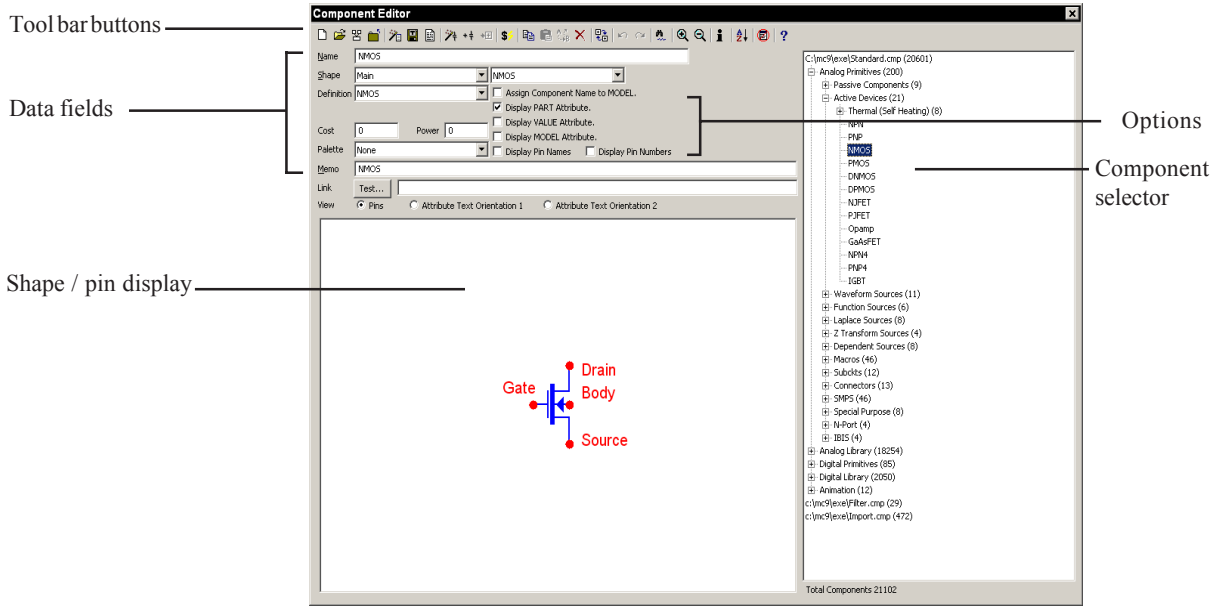 Component Editor
Tool bar buttons
Name NMOS
Shape Main NMOS
Definition NMOS Assign Component Name to MODEL.
Display PART Attribute.
Display VALUE Attribute.
Cost 0 Power 0 Display MODEL Attribute.
Palette None Display Pin Names Display Pin Numbers
Memo NMOS
Link Test...
View Pins Attribute Text Orientation 1 Attribute Text Orientation 2
Data fields
Options
Component
selector
Shape / pin display
Drain
Gate
Body
Source
C:\mc9\exe\Standard.cmp (20601)
Analog Primitives (200)
Passive Components (9)
Active Devices (21)
Thermal (Self Heating) (8)
NPN
PNP
NMOS
PMOS
DNMOS
DPMOS
NJFET
PJFET
Opamp
GaAsFET
NPN4
PNP4
IGBT
Waveform Sources (11)
Function Sources (6)
Laplace Sources (8)
Z Transform Sources (4)
Dependent Sources (8)
Macros (46)
Subckts (12)
Connectors (13)
SMPS (46)
Special Purpose (8)
N-Port (4)
IBIS (4)
Analog Library (18254)
Digital Primitives (85)
Digital Library (2050)
Animation (12)
c:\mc9\exe\Filter.cmp (29)
c:\mc9\exe\Import.cmp (472)
Total Components 21102